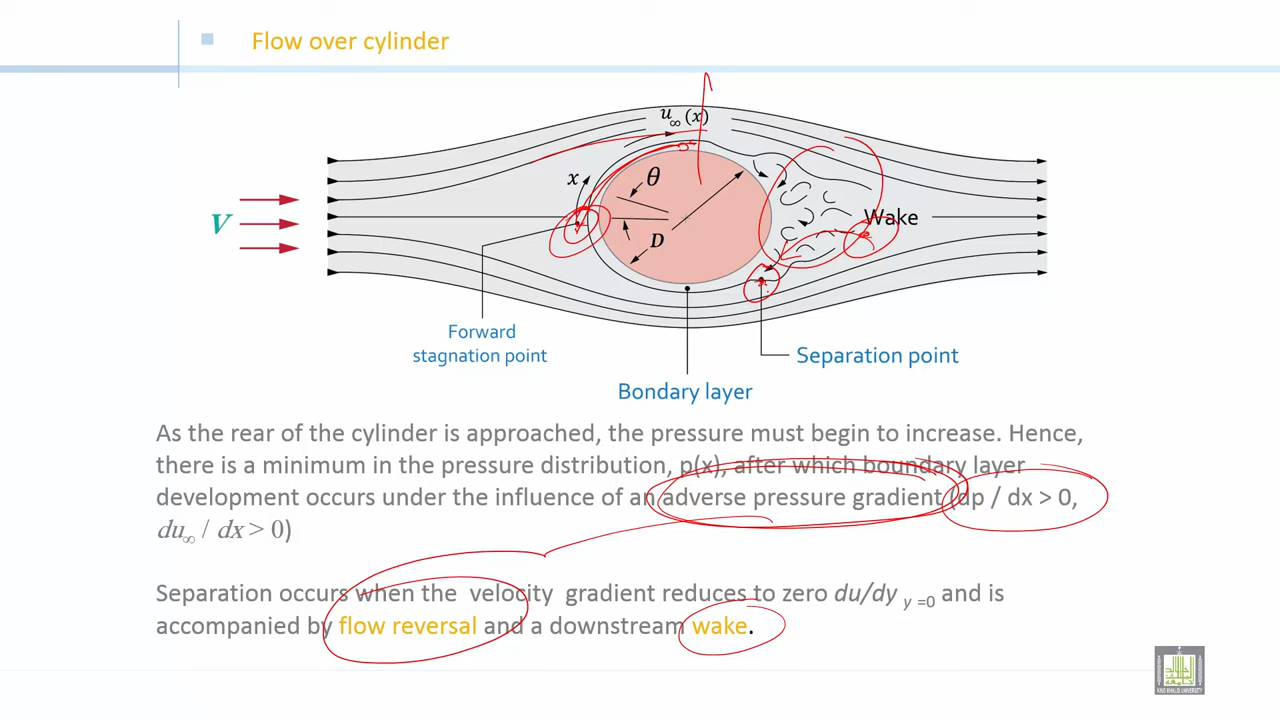 Flow over cylinder
u∞(x)
x
θ
V
D
Wake
Forward
stagnation point
Separation point
Bondary layer
As the rear of the cylinder is approached, the pressure must begin to increase. Hence,
there is a minimum in the pressure distribution, p(x), after which boundary layer
development occurs under the influence of an adverse pressure gradient (dp / dx > 0,
du∞ / dx > 0)
Separation occurs when the velocity gradient reduces to zero du/dy y =0 and is
accompanied by flow reversal and a downstream wake.
KING KHALID UNIVERSITY